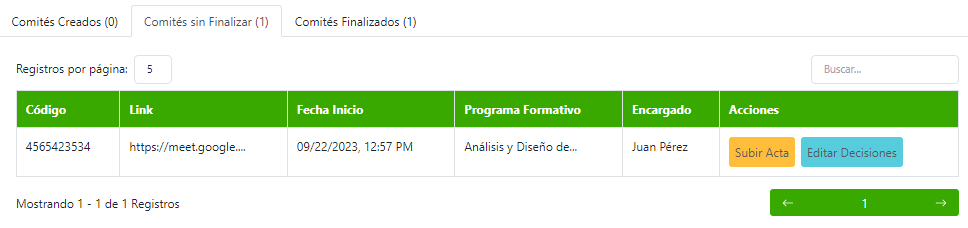 Comités Creados (0) Comités sin Finalizar (1) Comités Finalizados (1)
Registros por página: 5 Buscar...
Código Link Fecha Inicio Programa Formativo Encargado Acciones
4565423534 https://meet.google.... 09/22/2023, 12:57 PM Análisis y Diseño de... Juan Pérez Subir Acta Editar Decisiones
Mostrando 1 - 1 de 1 Registros ← 1 →